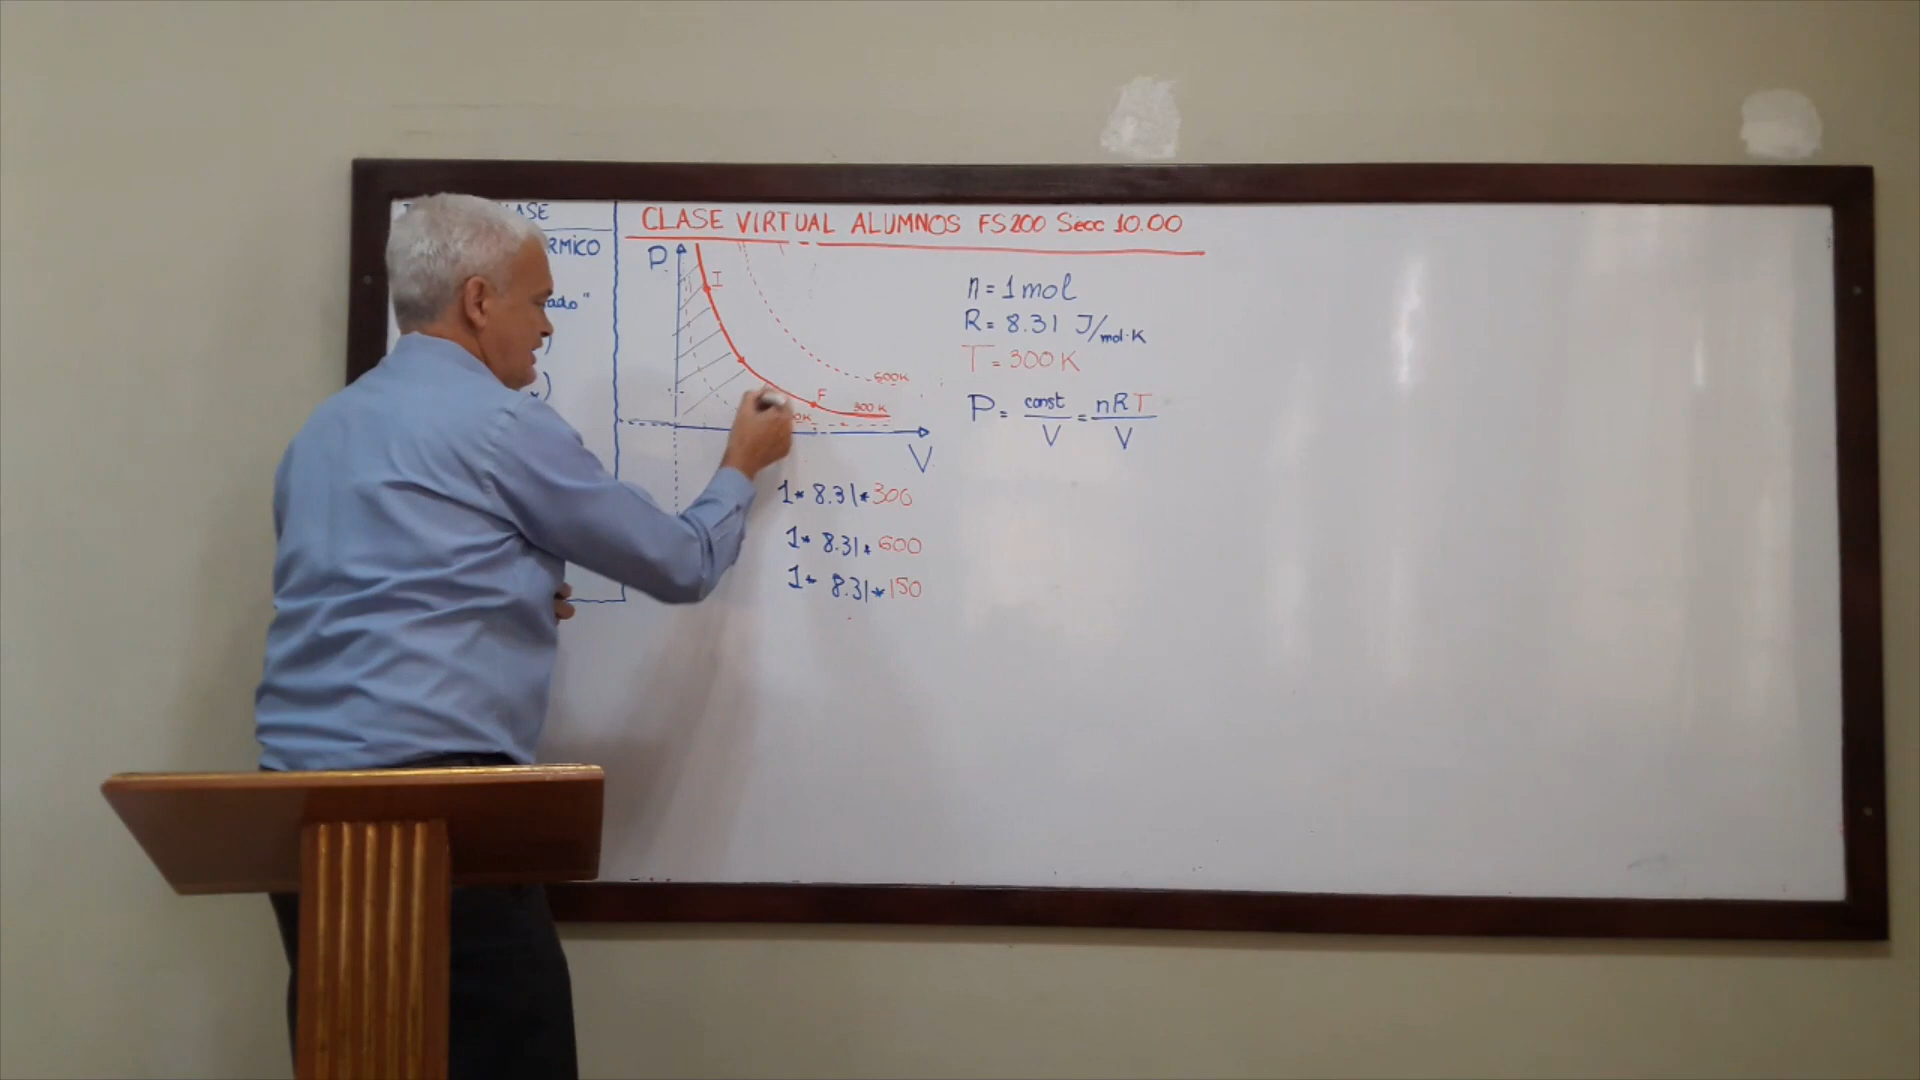 CLASE VIRTUAL ALUMNOS FS200 Secc 10.00
P
I
F
600K
300 K
V
n = 1 mol
R = 8.31 J/mol·K
T = 300 K
P = const/V = nRT/V
1 * 8.31 * 300
1 * 8.31 * 600
1 * 8.31 * 150